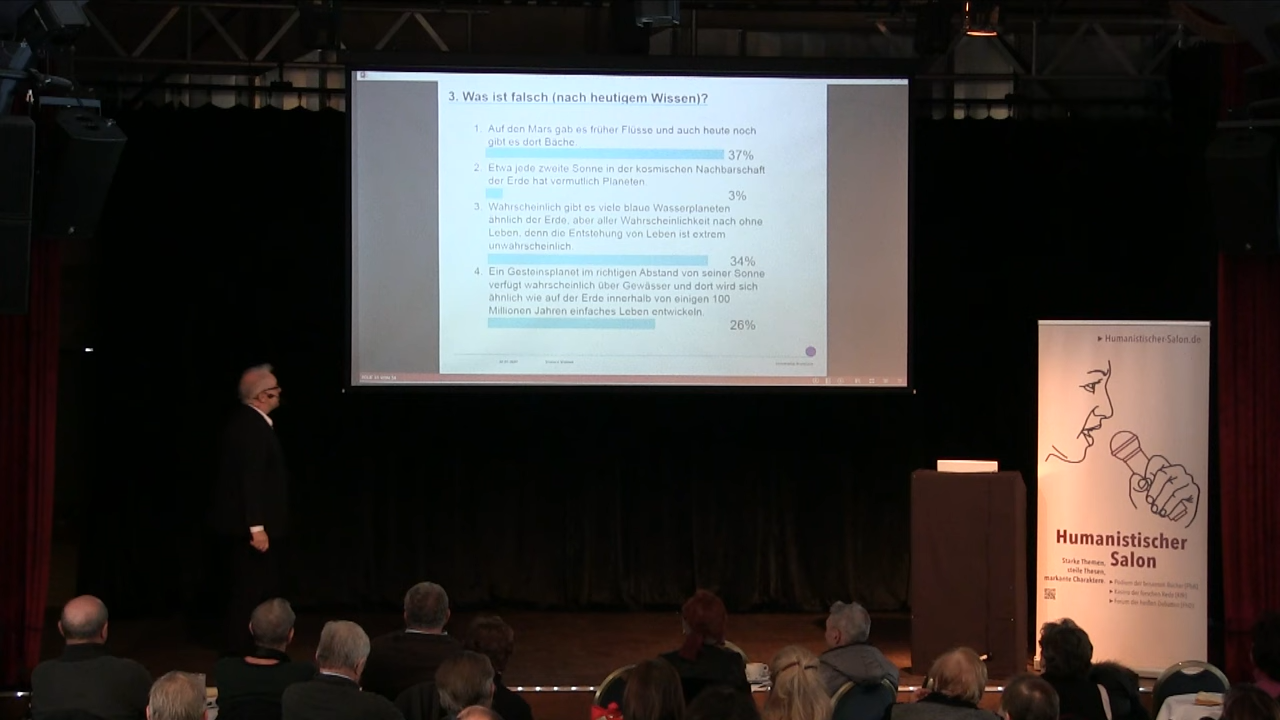 3. Was ist falsch (nach heutigem Wissen)?
1. Auf den Mars gab es früher Flüsse und auch heute noch
gibt es dort Bäche.
37%
2. Etwa jede zweite Sonne in der kosmischen Nachbarschaft
der Erde hat vermutlich Planeten.
3%
3. Wahrscheinlich gibt es viele blaue Wasserplaneten
ähnlich der Erde, aber aller Wahrscheinlichkeit nach ohne
Leben, denn die Entstehung von Leben ist extrem
unwahrscheinlich.
34%
4. Ein Gesteinsplanet im richtigen Abstand von seiner Sonne
verfügt wahrscheinlich über Gewässer und dort wird sich
ähnlich wie auf der Erde innerhalb von einigen 100
Millionen Jahren einfaches Leben entwickeln.
26%
▸ Humanistischer-Salon.de
Humanistischer
Salon
Starke Themen,
steile Thesen,
markante Charaktere.